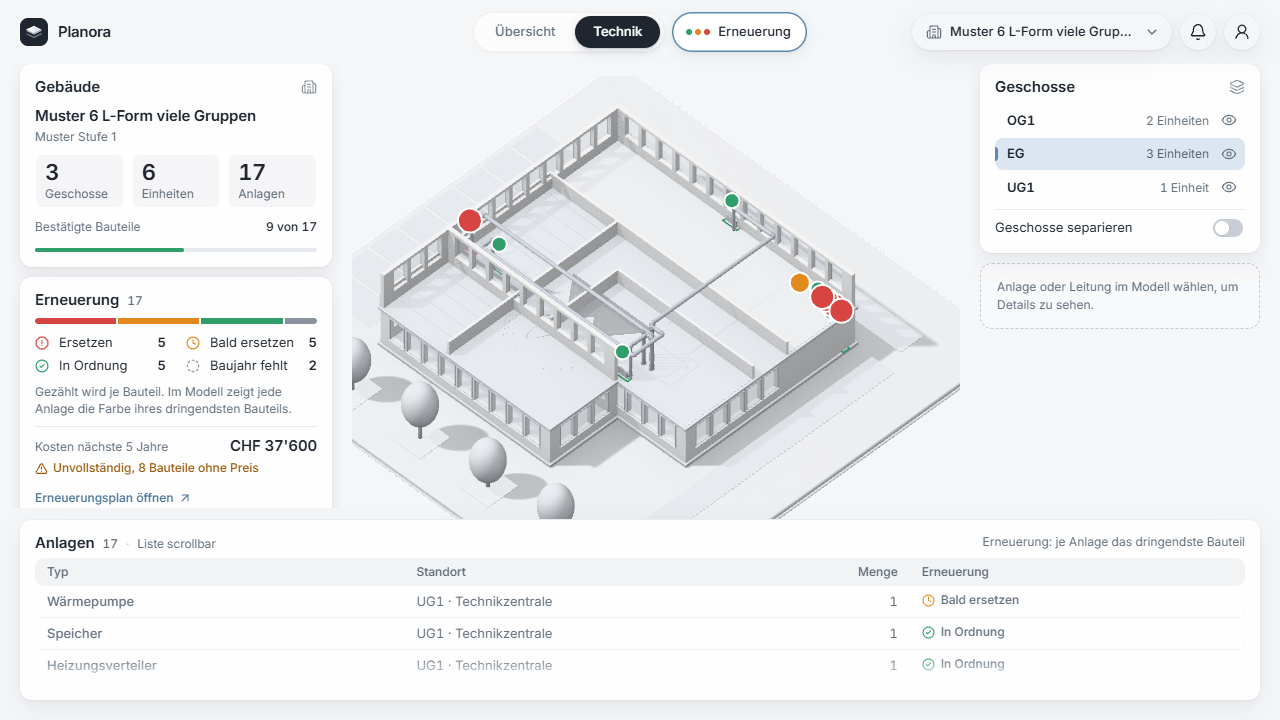 Planora
Übersicht
Technik
Erneuerung
Muster 6 L-Form viele Grup...
Gebäude
Muster 6 L-Form viele Gruppen
Muster Stufe 1
3 Geschosse
6 Einheiten
17 Anlagen
Bestätigte Bauteile 9 von 17
Erneuerung 17
Ersetzen 5
Bald ersetzen 5
In Ordnung 5
Baujahr fehlt 2
Gezählt wird je Bauteil. Im Modell zeigt jede
Anlage die Farbe ihres dringendsten Bauteils.
Kosten nächste 5 Jahre CHF 37'600
Unvollständig, 8 Bauteile ohne Preis
Erneuerungsplan öffnen
Geschosse
OG1 2 Einheiten
EG 3 Einheiten
UG1 1 Einheit
Geschosse separieren
Anlage oder Leitung im Modell wählen, um
Details zu sehen.
Anlagen 17 · Liste scrollbar
Erneuerung: je Anlage das dringendste Bauteil
Typ Standort Menge Erneuerung
Wärmepumpe UG1 · Technikzentrale 1 Bald ersetzen
Speicher UG1 · Technikzentrale 1 In Ordnung
Heizungsverteiler UG1 · Technikzentrale 1 In Ordnung